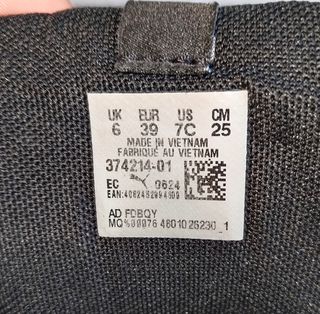 UK EUR US CM
6 39 7C 25
MADE IN VIETNAM
FABRIQUÉ AU VIETNAM
374214-01
EC 0624
AD FDBQY